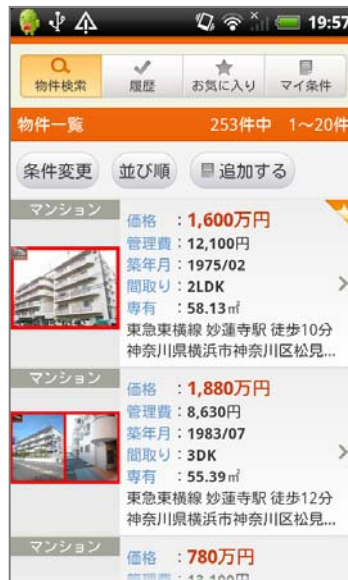 19:57
物件検索
履歴
お気に入り
マイ条件
物件一覧
253件中 1～20件
条件変更
並び順
追加する
マンション
価格 ：1,600万円
管理費：12,100円
築年月：1975/02
間取り：2LDK
専有 ：58.13㎡
東急東横線 妙蓮寺駅 徒歩10分
神奈川県横浜市神奈川区松見...
マンション
価格 ：1,880万円
管理費：8,630円
築年月：1983/07
間取り：3DK
専有 ：55.39㎡
東急東横線 妙蓮寺駅 徒歩12分
神奈川県横浜市神奈川区松見...
マンション
価格 ：780万円
管理費：13,100円